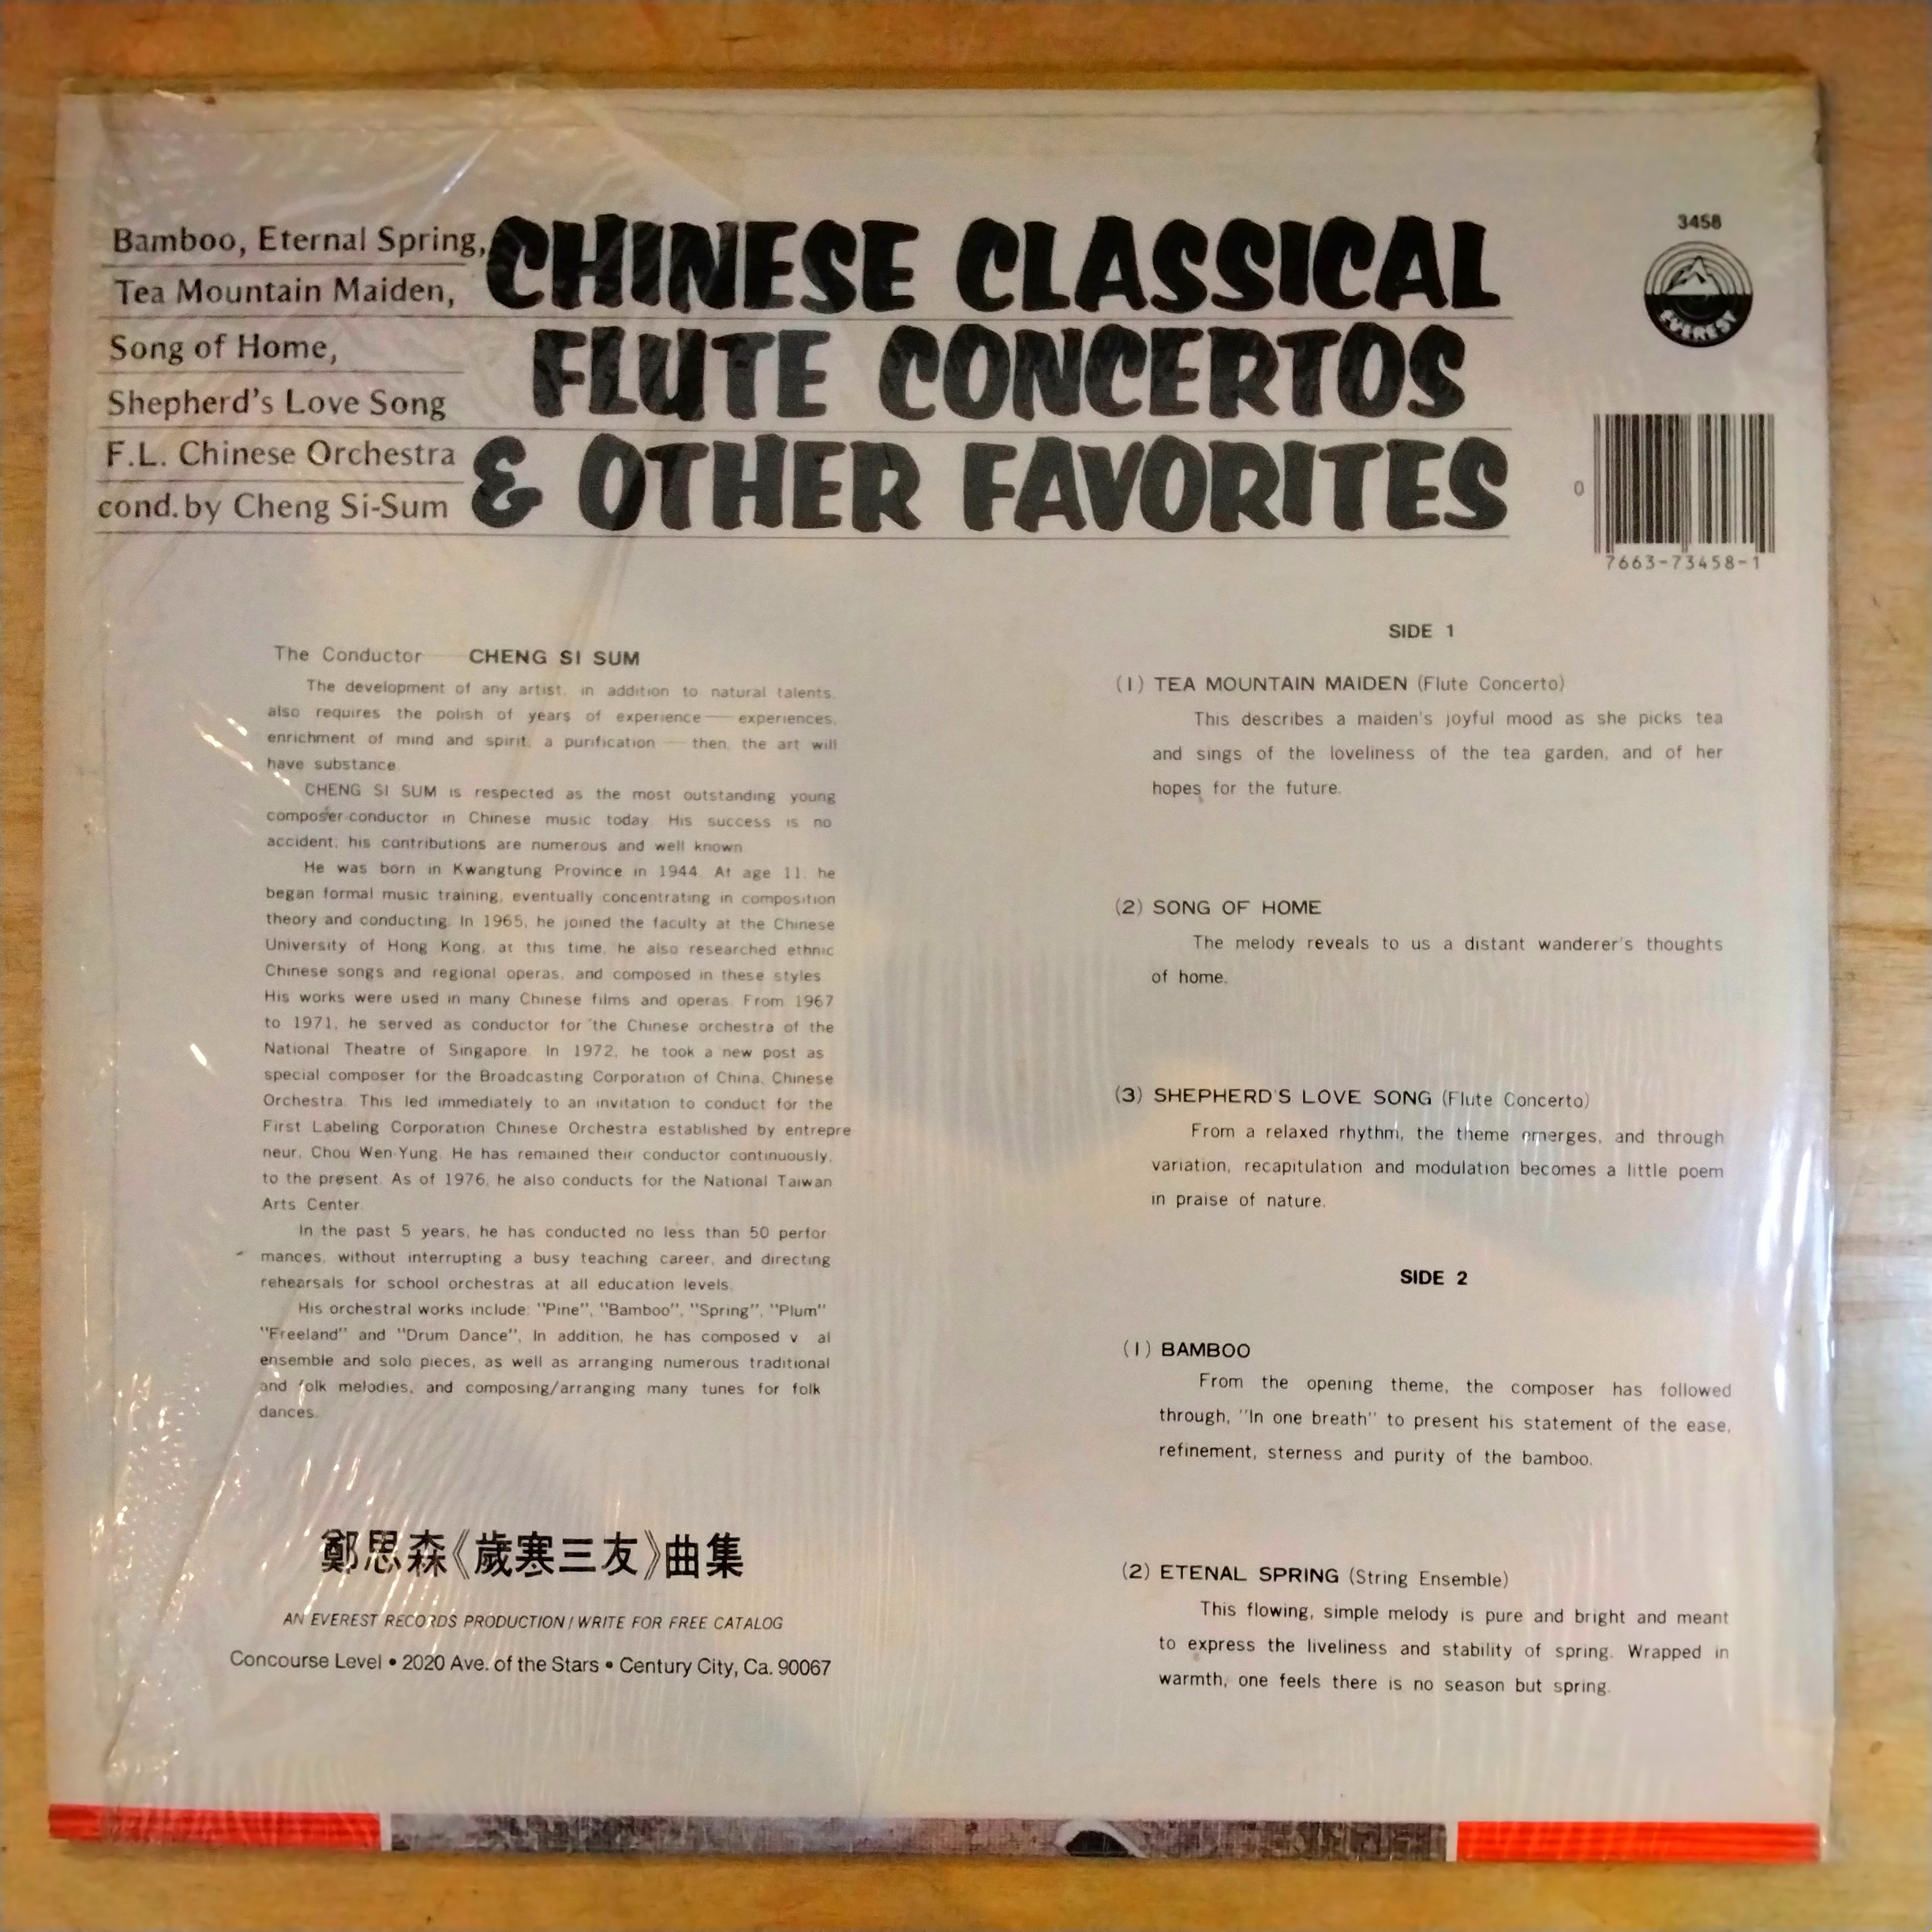 Bamboo, Eternal Spring,
Tea Mountain Maiden,
Song of Home,
Shepherd's Love Song
F.L. Chinese Orchestra
cond. by Cheng Si-Sum
CHINESE CLASSICAL
FLUTE CONCERTOS
& OTHER FAVORITES
3458
EVEREST
0
7663-73458-1
The Conductor — CHENG SI SUM
The development of any artist, in addition to natural talents,
also requires the polish of years of experience — experiences,
enrichment of mind and spirit, a purification — then, the art will
have substance.
CHENG SI SUM is respected as the most outstanding young
composer-conductor in Chinese music today. His success is no
accident; his contributions are numerous and well known.
He was born in Kwangtung Province in 1944. At age 11, he
began formal music training, eventually concentrating in composition
theory and conducting. In 1965, he joined the faculty at the Chinese
University of Hong Kong, at this time, he also researched ethnic
Chinese songs and regional operas, and composed in these styles
His works were used in many Chinese films and operas. From 1967
to 1971, he served as conductor for the Chinese orchestra of the
National Theatre of Singapore. In 1972, he took a new post as
special composer for the Broadcasting Corporation of China, Chinese
Orchestra. This led immediately to an invitation to conduct for the
First Labeling Corporation Chinese Orchestra established by entrepre
neur, Chou Wen-Yung. He has remained their conductor continuously,
to the present. As of 1976, he also conducts for the National Taiwan
Arts Center.
In the past 5 years, he has conducted no less than 50 perfor
mances, without interrupting a busy teaching career, and directing
rehearsals for school orchestras at all education levels.
His orchestral works include: "Pine", "Bamboo", "Spring", "Plum"
"Freeland" and "Drum Dance", In addition, he has composed
ensemble and solo pieces, as well as arranging numerous traditional
and folk melodies, and composing/arranging many tunes for folk
dances.
鄭思森《歲寒三友》曲集
AN EVEREST RECORDS PRODUCTION / WRITE FOR FREE CATALOG
Concourse Level • 2020 Ave. of the Stars • Century City, Ca. 90067
SIDE 1
(1) TEA MOUNTAIN MAIDEN (Flute Concerto)
This describes a maiden's joyful mood as she picks tea
and sings of the loveliness of the tea garden, and of her
hopes for the future.
(2) SONG OF HOME
The melody reveals to us a distant wanderer's thoughts
of home.
(3) SHEPHERD'S LOVE SONG (Flute Concerto)
From a relaxed rhythm, the theme emerges, and through
variation, recapitulation and modulation becomes a little poem
in praise of nature.
SIDE 2
(1) BAMBOO
From the opening theme, the composer has followed
through, "In one breath" to present his statement of the ease,
refinement, sterness and purity of the bamboo.
(2) ETENAL SPRING (String Ensemble)
This flowing, simple melody is pure and bright and meant
to express the liveliness and stability of spring. Wrapped in
warmth, one feels there is no season but spring.